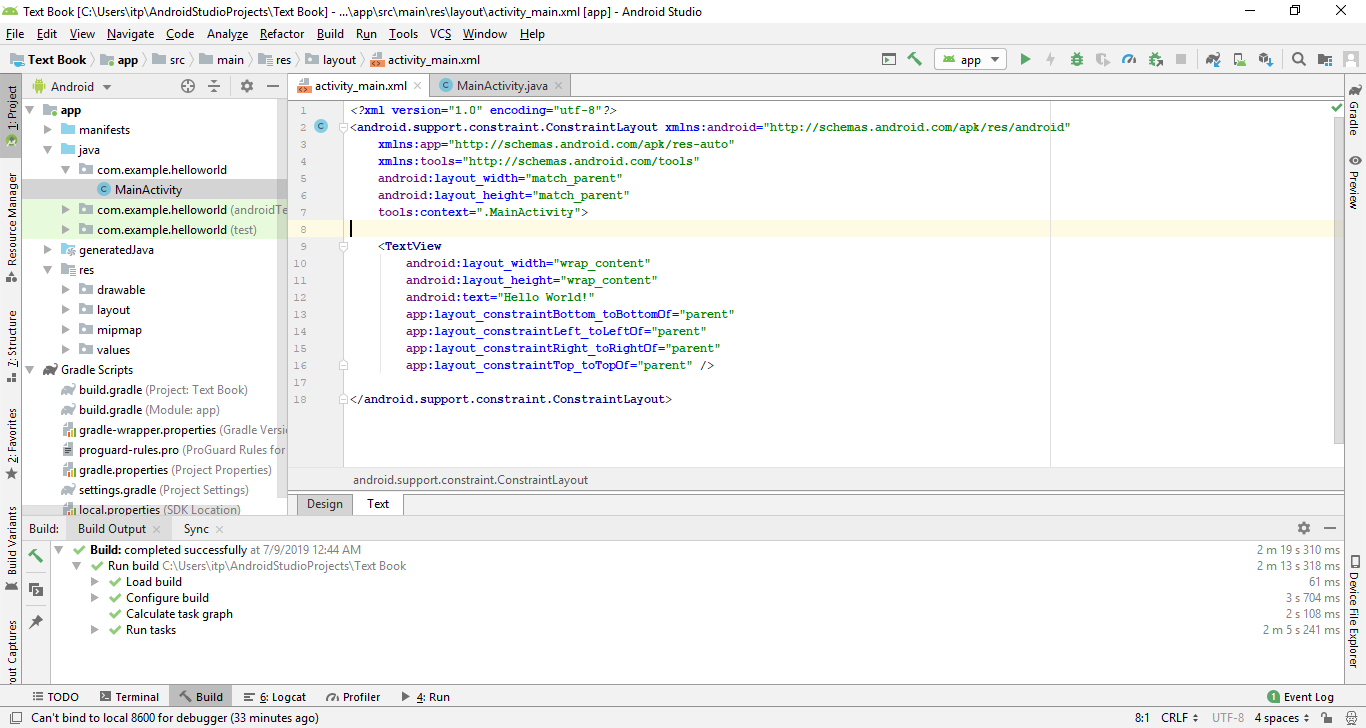 Text Book [C:\Users\itp\AndroidStudioProjects\Text Book] - ...\app\src\main\res\layout\activity_main.xml [app] - Android Studio
File Edit View Navigate Code Analyze Refactor Build Run Tools VCS Window Help
Text Book app src main res layout activity_main.xml
app
Android
activity_main.xml
MainActivity.java
1: Project
Resource Manager
Z: Structure
2: Favorites
Build Variants
out Captures
app
manifests
java
com.example.helloworld
C MainActivity
com.example.helloworld (androidTe
com.example.helloworld (test)
generatedJava
res
drawable
layout
mipmap
values
Gradle Scripts
build.gradle (Project: Text Book)
build.gradle (Module: app)
gradle-wrapper.properties (Gradle Versi
proguard-rules.pro (ProGuard Rules for
gradle.properties (Project Properties)
settings.gradle (Project Settings)
local.properties (SDK Location)
1 <?xml version="1.0" encoding="utf-8"?>
2 C <android.support.constraint.ConstraintLayout xmlns:android="http://schemas.android.com/apk/res/android"
3 xmlns:app="http://schemas.android.com/apk/res-auto"
4 xmlns:tools="http://schemas.android.com/tools"
5 android:layout_width="match_parent"
6 android:layout_height="match_parent"
7 tools:context=".MainActivity">
8
9 <TextView
10 android:layout_width="wrap_content"
11 android:layout_height="wrap_content"
12 android:text="Hello World!"
13 app:layout_constraintBottom_toBottomOf="parent"
14 app:layout_constraintLeft_toLeftOf="parent"
15 app:layout_constraintRight_toRightOf="parent"
16 app:layout_constraintTop_toTopOf="parent" />
17
18 </android.support.constraint.ConstraintLayout>
android.support.constraint.ConstraintLayout
Design Text
Gradle
Preview
Device File Explorer
Build: Build Output Sync
Build: completed successfully at 7/9/2019 12:44 AM 2 m 19 s 310 ms
Run build C:\Users\itp\AndroidStudioProjects\Text Book 2 m 13 s 318 ms
Load build 61 ms
Configure build 3 s 704 ms
Calculate task graph 2 s 108 ms
Run tasks 2 m 5 s 241 ms
TODO Terminal Build 6: Logcat Profiler 4: Run 1 Event Log
Can't bind to local 8600 for debugger (33 minutes ago) 8:1 CRLF UTF-8 4 spaces